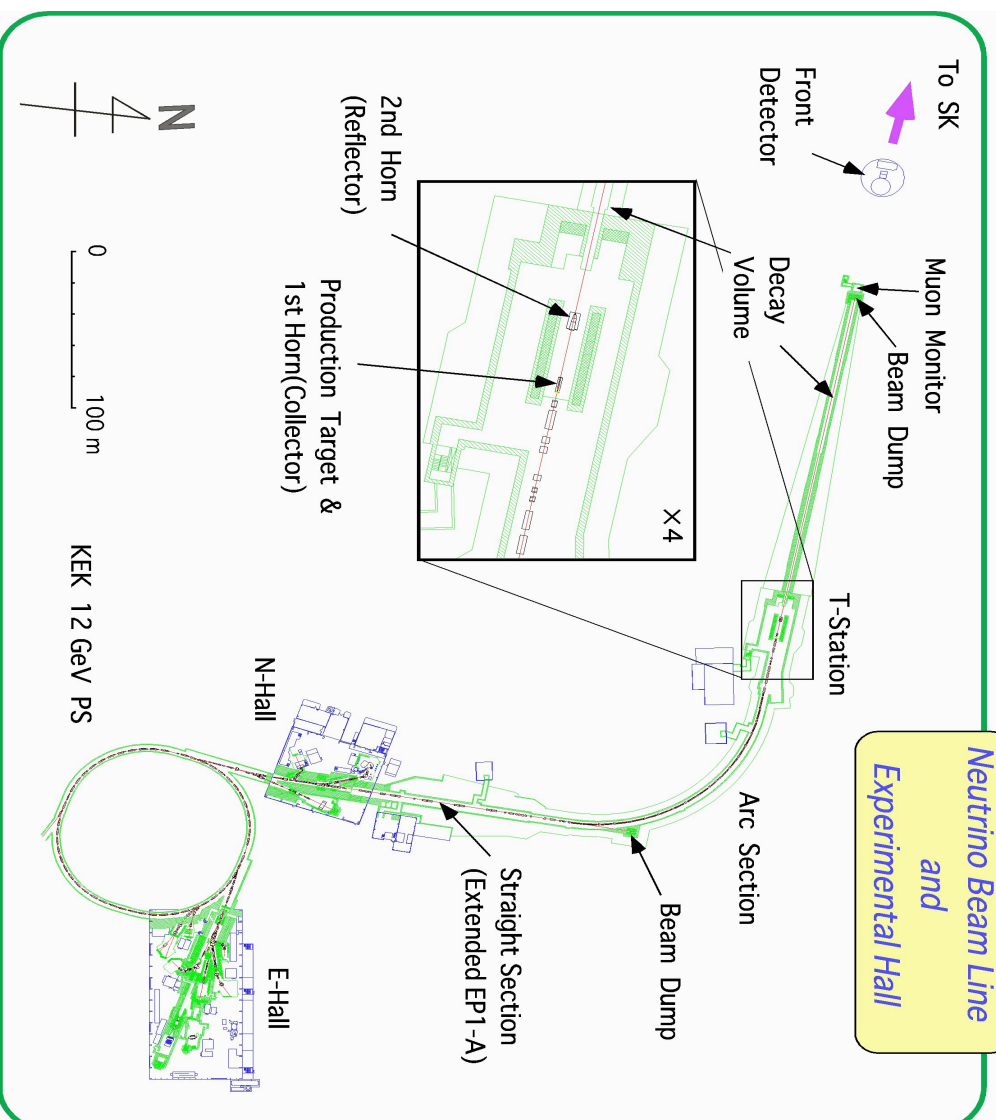 Neutrino Beam Line
and
Experimental Hall
To SK
Front
Detector
Muon Monitor
Beam Dump
Decay
Volume
T-Station
Arc Section
Beam Dump
Straight Section
(Extended EP1-A)
2nd Horn
(Reflector)
Production Target &
1st Horn(Collector)
X4
N
0
100 m
N-Hall
E-Hall
KEK 12 GeV PS